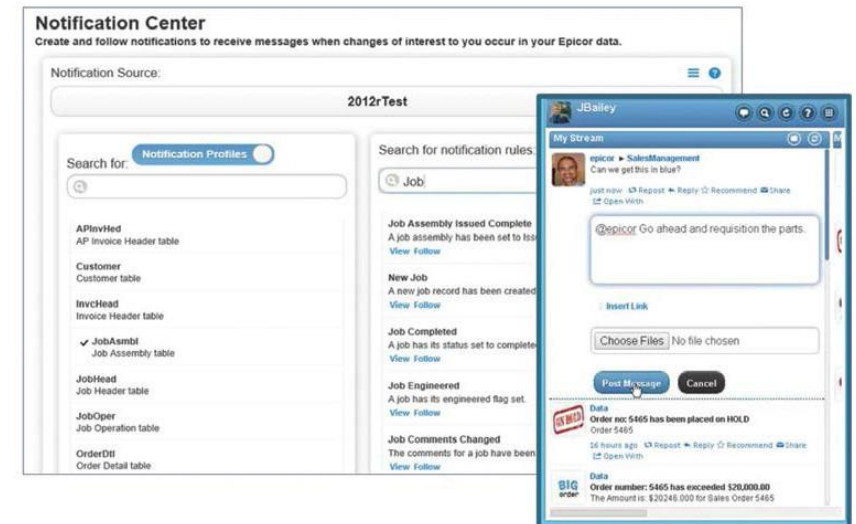 Notification Center
Create and follow notifications to receive messages when changes of interest to you occur in your Epicor data.
Notification Source:
2012rTest
Search for:
Notification Profiles
APInvHed
AP Invoice Header table
Customer
Customer table
InvcHead
Invoice Header table
JobAsmbl
Job Assembly table
JobHead
Job Header table
JobOper
Job Operation table
OrderDtl
Order Detail table
Search for notification rules:
Job
Job Assembly Issued Complete
A job assembly has been set to
View Follow
New Job
A new job record has been created
View Follow
Job Completed
A job has its status set to
View Follow
Job Engineered
A job has its engineered flag set.
View Follow
Job Comments Changed
The comments for a job have been
View Follow
JBailey
My Stream
epicor ▸ SalesManagement
Can we get this in blue?
just now Repost Reply Recommend Share
Open With
@epicor Go ahead and requisition the parts.
Insert Link
Choose Files No file chosen
Post Message Cancel
ON HOLD
Data
Order no: 5465 has been placed on HOLD
Order 5465
16 hours ago Repost Reply Recommend Share
Open With
BIG
order
Data
Order number: 5465 has exceeded $20,000.00
The Amount is: $20246.000 for Sales Order 5465